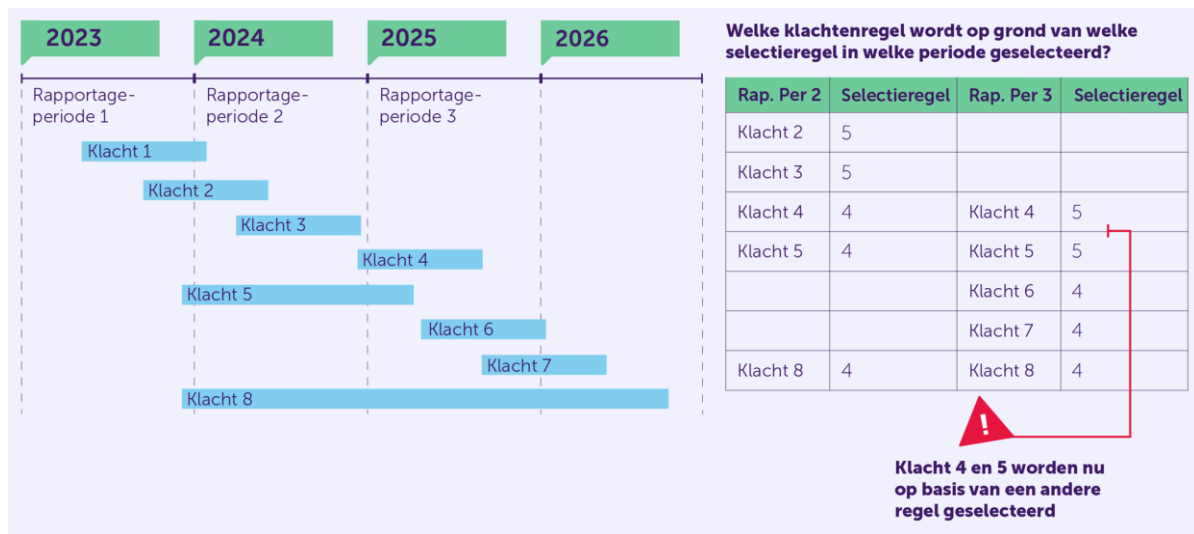 2023
2024
2025
2026
Rapportage-
periode 1
Rapportage-
periode 2
Rapportage-
periode 3
Klacht 1
Klacht 2
Klacht 3
Klacht 4
Klacht 5
Klacht 6
Klacht 7
Klacht 8
Welke klachtenregel wordt op grond van welke
selectieregel in welke periode geselecteerd?
Rap. Per 2 Selectieregel Rap. Per 3 Selectieregel
Klacht 2 5
Klacht 3 5
Klacht 4 4 Klacht 4 5
Klacht 5 4 Klacht 5 5
Klacht 6 4
Klacht 7 4
Klacht 8 4 Klacht 8 4
!
Klacht 4 en 5 worden nu
op basis van een andere
regel geselecteerd